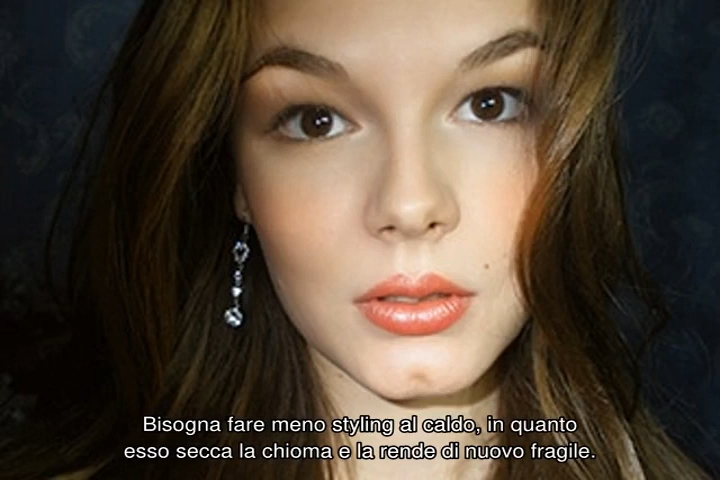 Bisogna fare meno styling al caldo, in quanto
esso secca la chioma e la rende di nuovo fragile.